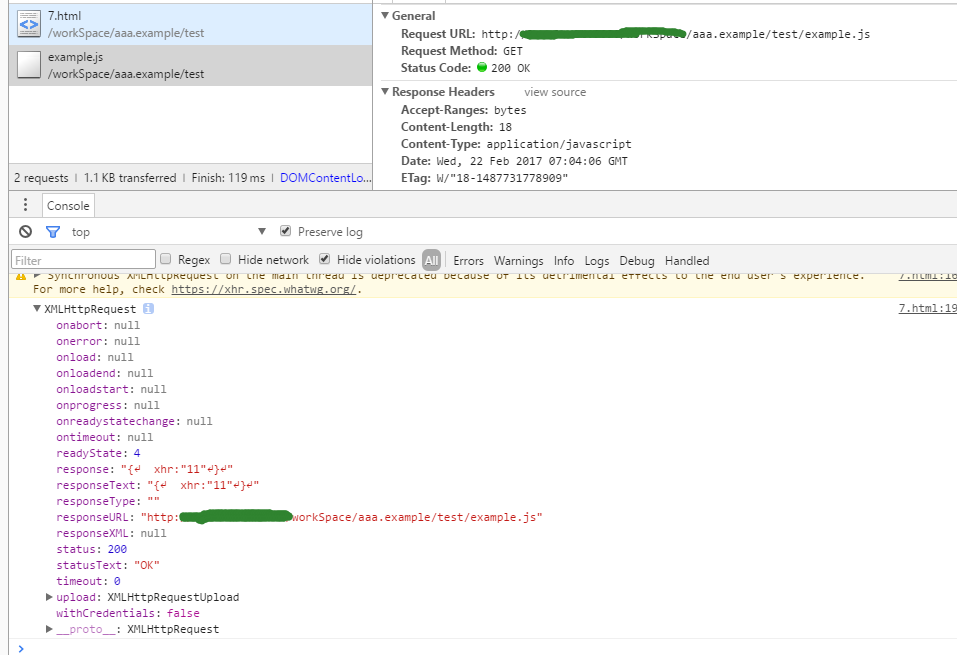 7.html
/workSpace/aaa.example/test
example.js
/workSpace/aaa.example/test
2 requests | 1.1 KB transferred | Finish: 119 ms | DOMContentLo...
General
Request URL: http:/ /aaa.example/test/example.js
Request Method: GET
Status Code: 200 OK
Response Headers view source
Accept-Ranges: bytes
Content-Length: 18
Content-Type: application/javascript
Date: Wed, 22 Feb 2017 07:04:06 GMT
ETag: W/"18-1487731778909"
Console
top Preserve log
Filter Regex Hide network Hide violations All Errors Warnings Info Logs Debug Handled
Synchronous XMLHttpRequest on the main thread is deprecated because of its detrimental effects to the end user's experience. 7.html:16
For more help, check https://xhr.spec.whatwg.org/.
XMLHttpRequest i 7.html:19
onabort: null
onerror: null
onload: null
onloadend: null
onloadstart: null
onprogress: null
onreadystatechange: null
ontimeout: null
readyState: 4
response: "{↵  xhr:"11"↵}↵"
responseText: "{↵  xhr:"11"↵}↵"
responseType: ""
responseURL: "http: workSpace/aaa.example/test/example.js"
responseXML: null
status: 200
statusText: "OK"
timeout: 0
upload: XMLHttpRequestUpload
withCredentials: false
__proto__: XMLHttpRequest